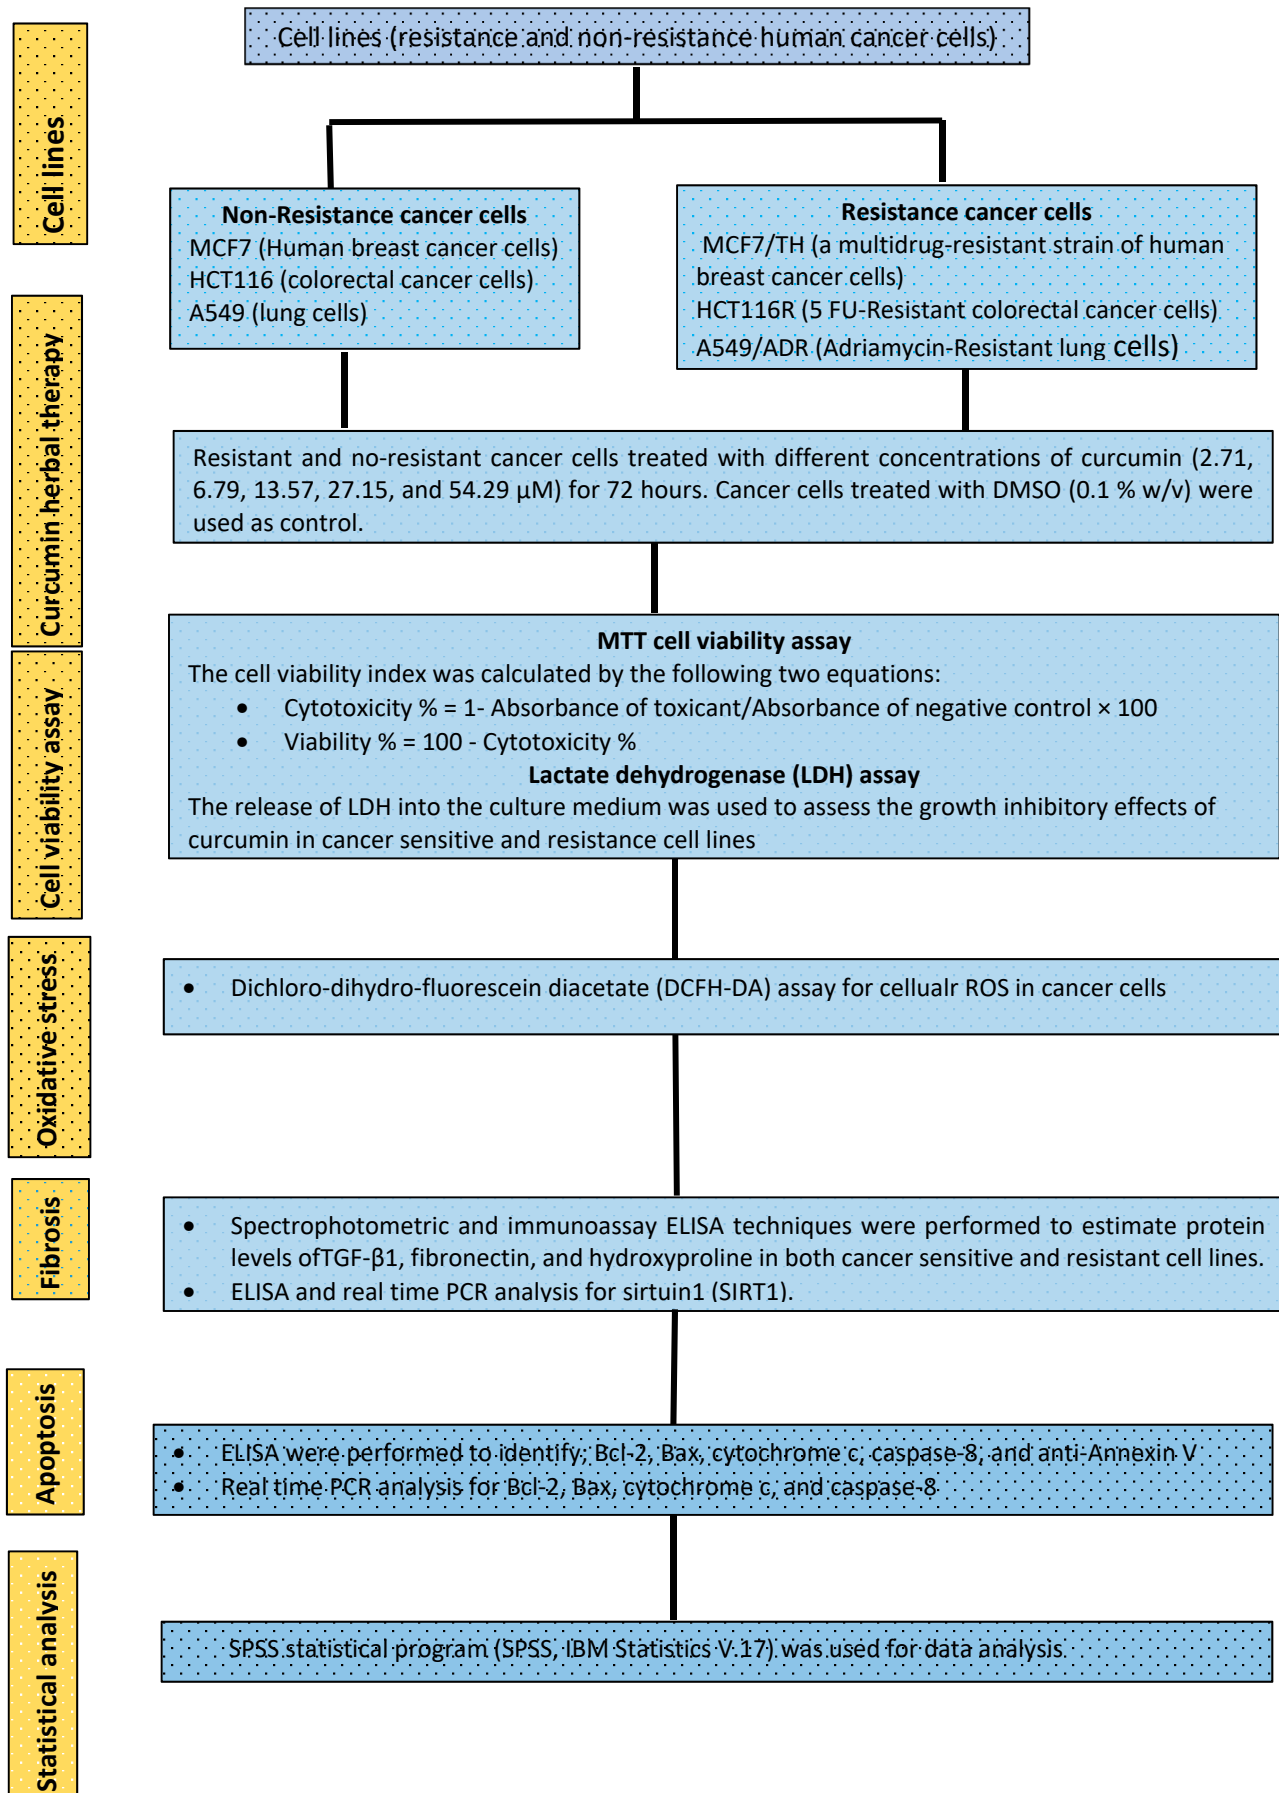 Cell lines
Cell lines (resistance and non-resistance human cancer cells)
Non-Resistance cancer cells
MCF7 (Human breast cancer cells)
HCT116 (colorectal cancer cells)
A549 (lung cells)
Resistance cancer cells
MCF7/TH (a multidrug-resistant strain of human
breast cancer cells)
HCT116R (5 FU-Resistant colorectal cancer cells)
A549/ADR (Adriamycin-Resistant lung cells)
Curcumin herbal therapy
Resistant and no-resistant cancer cells treated with different concentrations of curcumin (2.71,
6.79, 13.57, 27.15, and 54.29 µM) for 72 hours. Cancer cells treated with DMSO (0.1 % w/v) were
used as control.
Cell viability assay
MTT cell viability assay
The cell viability index was calculated by the following two equations:
• Cytotoxicity % = 1- Absorbance of toxicant/Absorbance of negative control × 100
• Viability % = 100 - Cytotoxicity %
Lactate dehydrogenase (LDH) assay
The release of LDH into the culture medium was used to assess the growth inhibitory effects of
curcumin in cancer sensitive and resistance cell lines
Oxidative stress
• Dichloro-dihydro-fluorescein diacetate (DCFH-DA) assay for cellualr ROS in cancer cells
Fibrosis
• Spectrophotometric and immunoassay ELISA techniques were performed to estimate protein
levels ofTGF-β1, fibronectin, and hydroxyproline in both cancer sensitive and resistant cell lines.
• ELISA and real time PCR analysis for sirtuin1 (SIRT1).
Apoptosis
• ELISA were performed to identify; Bcl-2, Bax, cytochrome c, caspase-8, and anti-Annexin V
• Real time PCR analysis for Bcl-2, Bax, cytochrome c, and caspase-8
Statistical analysis
SPSS statistical program (SPSS, IBM Statistics V.17) was used for data analysis